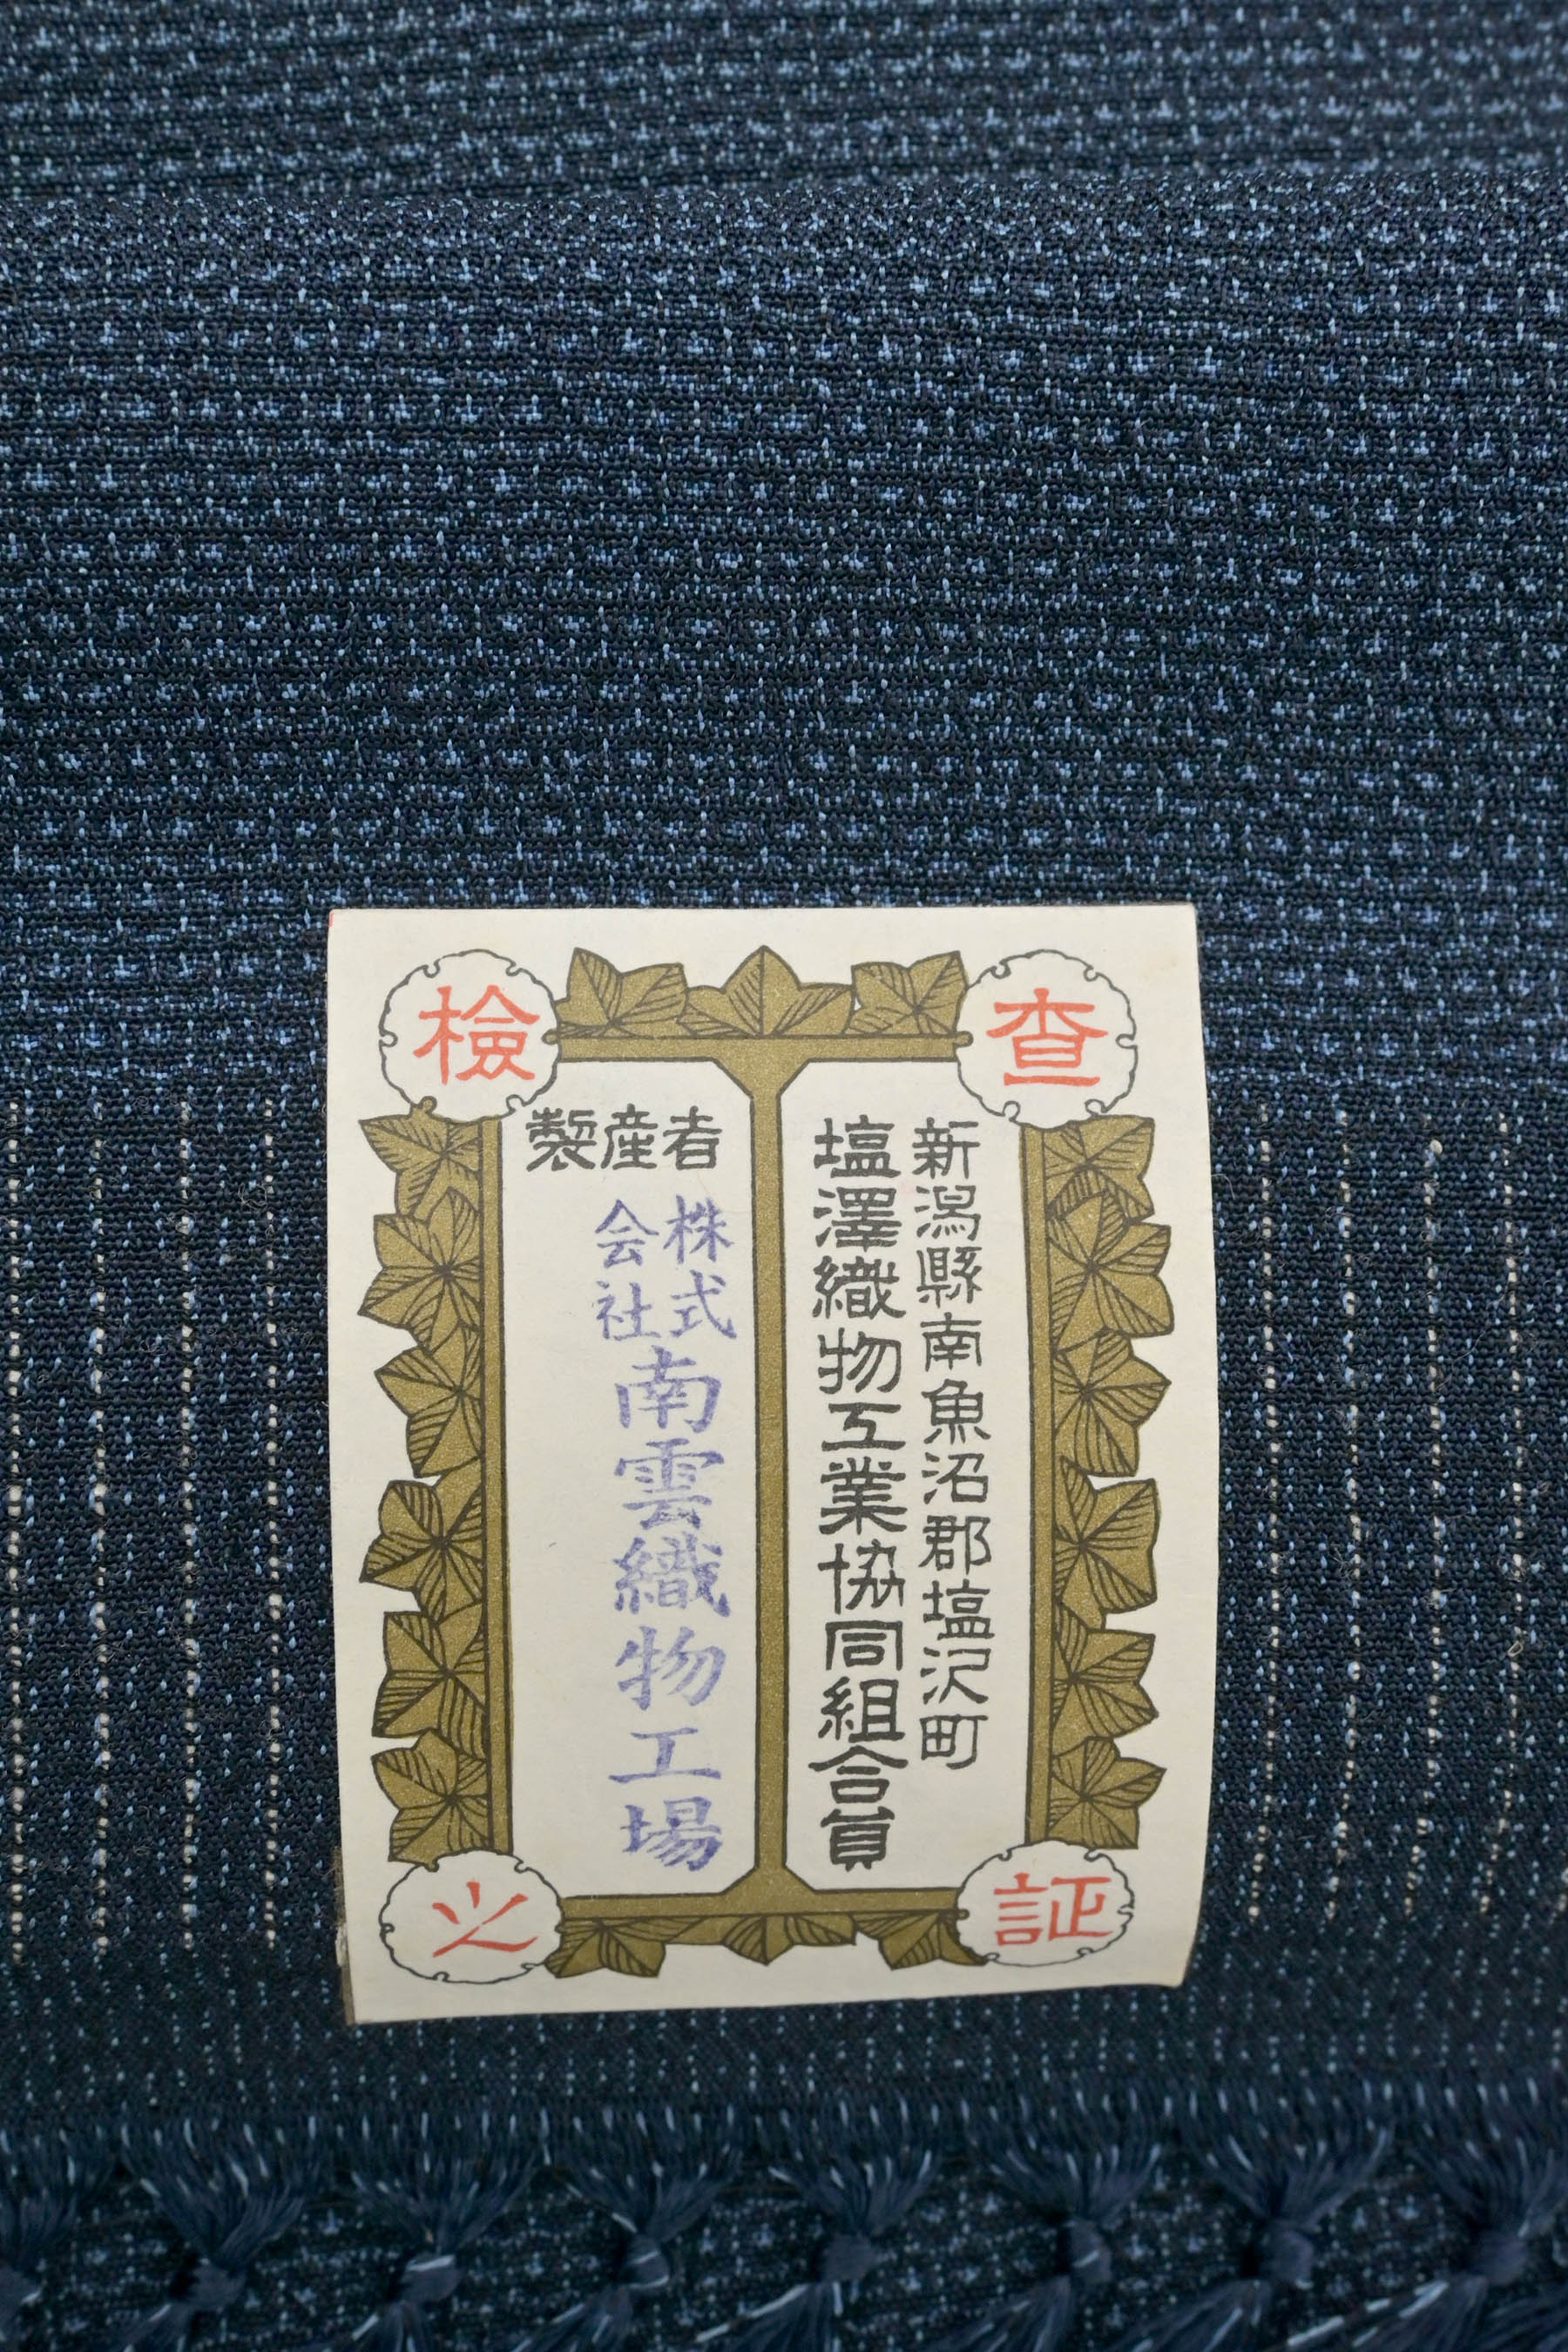 検査之証
新潟縣南魚沼郡塩沢町
塩澤織物工業協同組合員
製産者
株式会社南雲織物工場